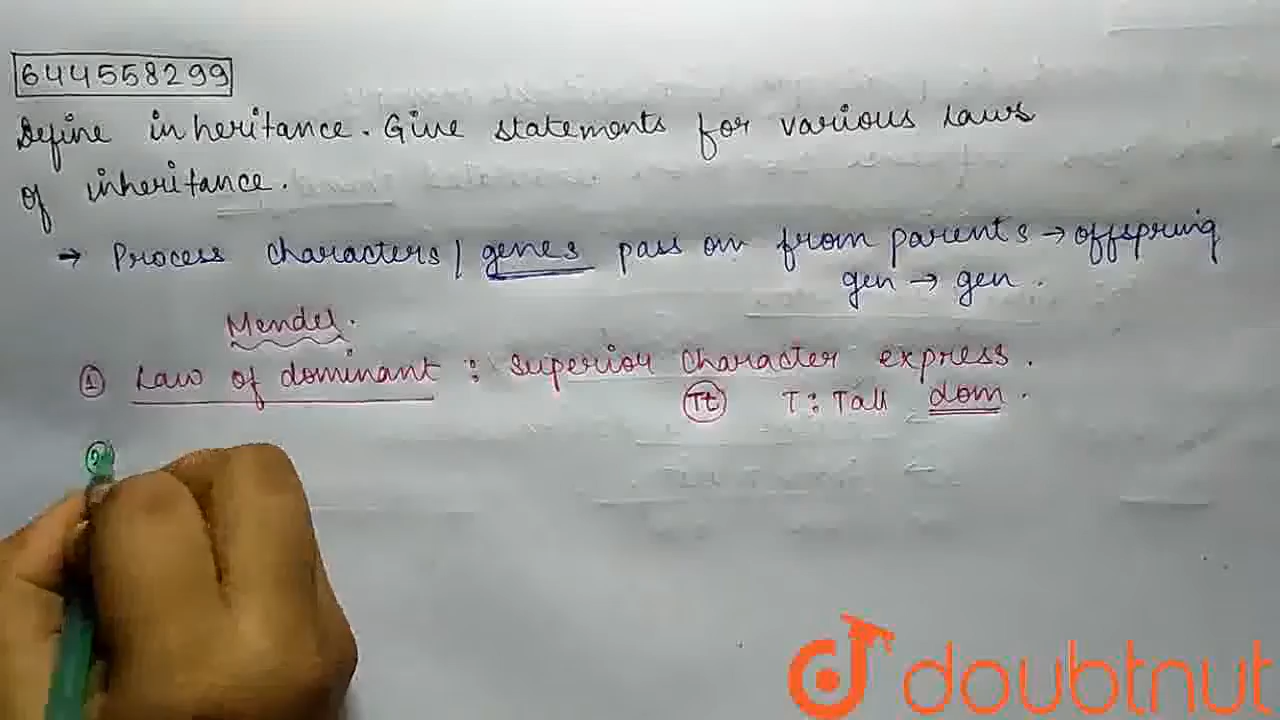 644558299
Define inheritance. Give statements for various Laws
of inheritance.
→ Process characters/genes pass on from parents → offspring
gen → gen.
Mendel.
① Law of dominant : superior character express.
Tt T: Tall dom.
②
doubtnut